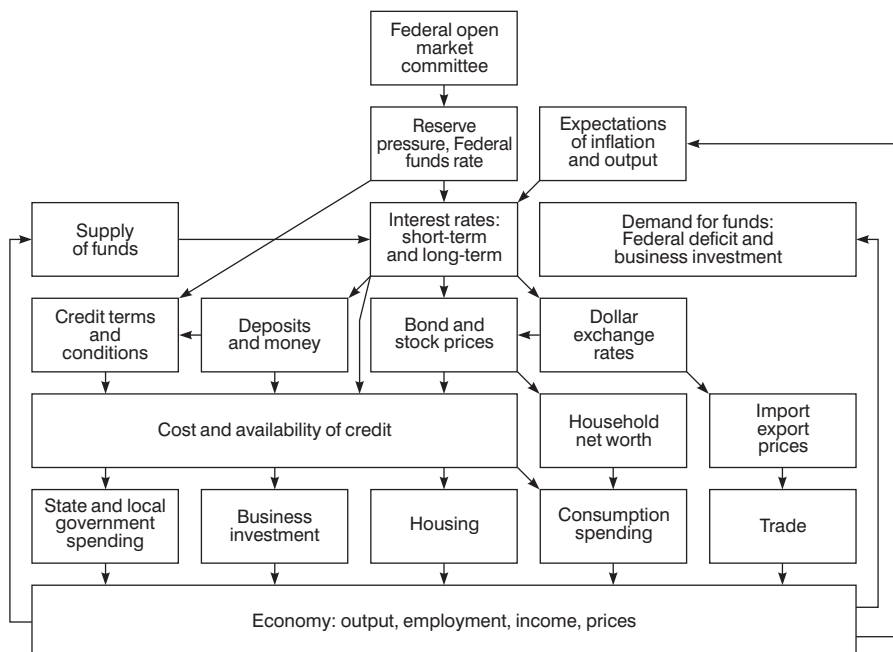 Federal open
market
committee
Reserve
pressure, Federal
funds rate
Expectations
of inflation
and output
Supply
of funds
Interest rates:
short-term
and long-term
Demand for funds:
Federal deficit and
business investment
Credit terms
and
conditions
Deposits
and money
Bond and
stock prices
Dollar
exchange
rates
Cost and availability of credit
Household
net worth
Import
export
prices
State and local
government
spending
Business
investment
Housing
Consumption
spending
Trade
Economy: output, employment, income, prices